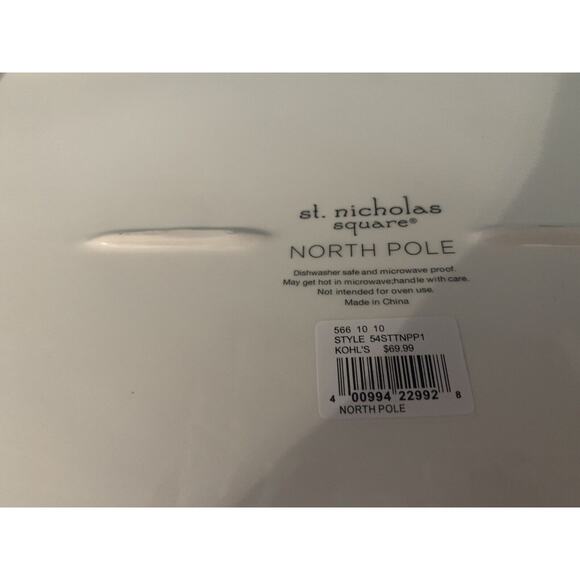 st. nicholas
square®
NORTH POLE
Dishwasher safe and microwave proof.
May get hot in microwave;handle with care.
Not intended for oven use.
Made in China
566 10 10
STYLE 54STTNPP1
KOHL'S $69.99
4 00994 22992 8
NORTH POLE